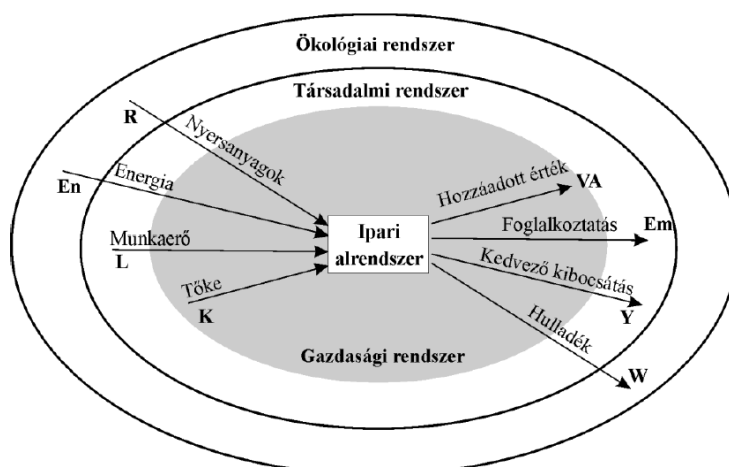 Ökológiai rendszer
Társadalmi rendszer
R
Nyersanyagok
En
Energia
Munkaerő
L
Tőke
K
Ipari
alrendszer
Hozzáadott érték
VA
Foglalkoztatás
Em
Kedvező kibocsátás
Y
Hulladék
W
Gazdasági rendszer